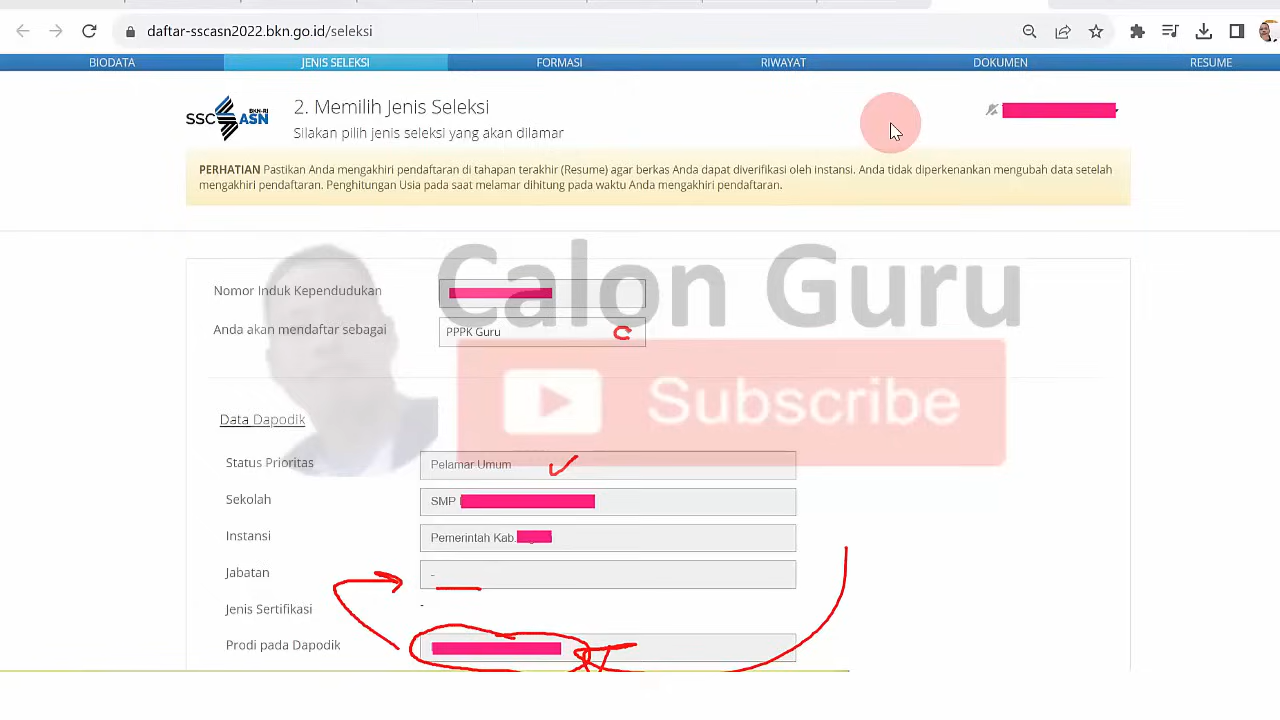 daftar-sscasn2022.bkn.go.id/seleksi
BIODATA
JENIS SELEKSI
FORMASI
RIWAYAT
DOKUMEN
RESUME
SSC ASN BKN-RI
2. Memilih Jenis Seleksi
Silakan pilih jenis seleksi yang akan dilamar
PERHATIAN Pastikan Anda mengakhiri pendaftaran di tahapan terakhir (Resume) agar berkas Anda dapat diverifikasi oleh instansi. Anda tidak diperkenankan mengubah data setelah
mengakhiri pendaftaran. Penghitungan Usia pada saat melamar dihitung pada waktu Anda mengakhiri pendaftaran.
Calon Guru
Subscribe
Nomor Induk Kependudukan
Anda akan mendaftar sebagai PPPK Guru
Data Dapodik
Status Prioritas Pelamar Umum
Sekolah SMP
Instansi Pemerintah Kab.
Jabatan -
Jenis Sertifikasi -
Prodi pada Dapodik